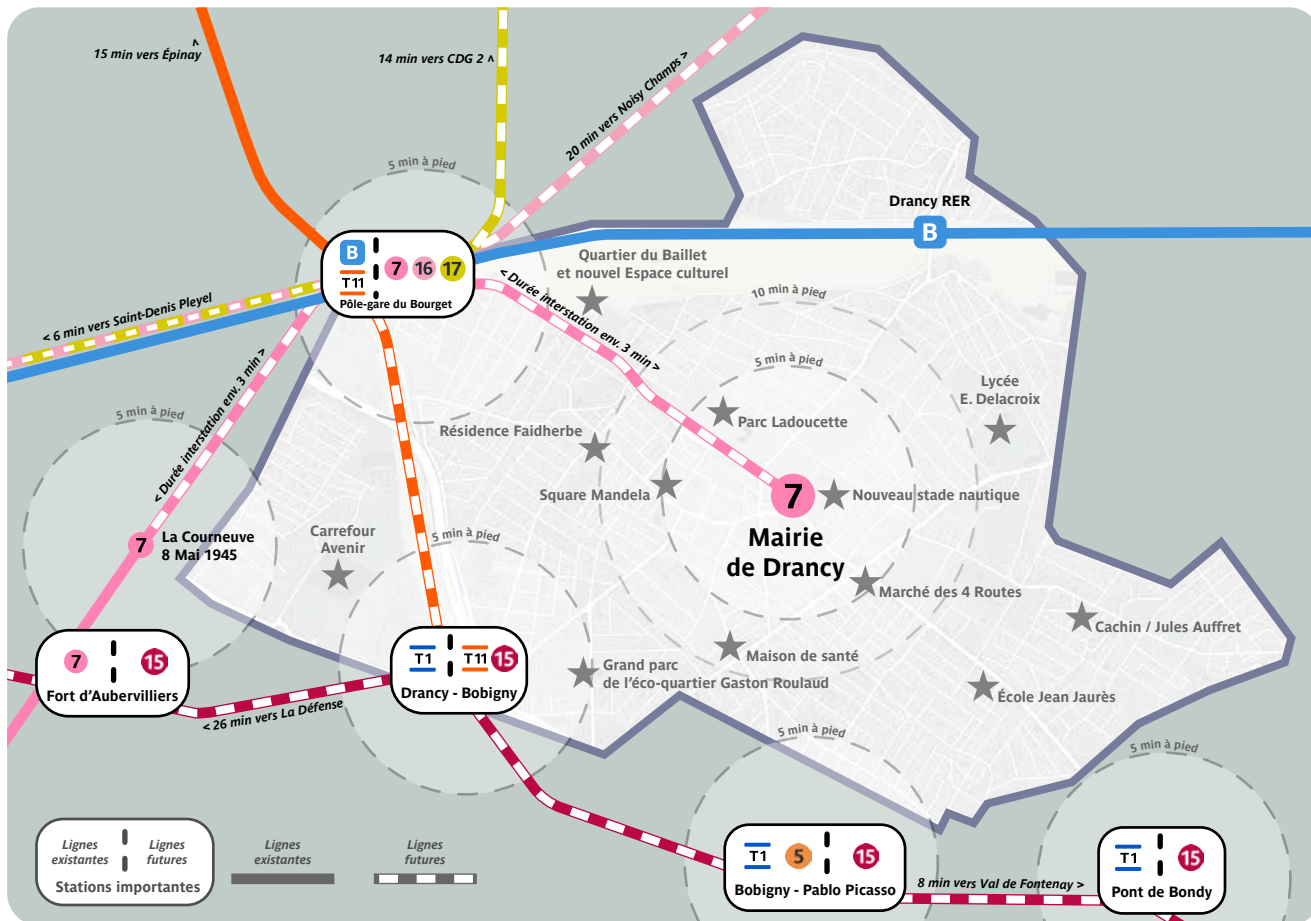 15 min vers Épinay >
14 min vers CDG 2 >
20 min vers Noisy Champs >
5 min à pied
Drancy RER
B
B
T11
7 16 17
Pôle-gare du Bourget
Quartier du Baillet
et nouvel Espace culturel
< Durée interstation env. 3 min >
10 min à pied
< 6 min vers Saint-Denis Pleyel
5 min à pied
Lycée
E. Delacroix
< Durée interstation env. 3 min >
5 min à pied
Parc Ladoucette
Résidence Faidherbe
Square Mandela
7
Nouveau stade nautique
Mairie
de Drancy
7
La Courneuve
8 Mai 1945
Carrefour
Avenir
5 min à pied
Marché des 4 Routes
Cachin / Jules Auffret
7
15
Fort d'Aubervilliers
T1
T11
15
Drancy - Bobigny
Maison de santé
Grand parc
de l'éco-quartier Gaston Roulaud
École Jean Jaurès
< 26 min vers La Défense
5 min à pied
5 min à pied
Lignes
existantes
Lignes
futures
Stations importantes
Lignes
existantes
Lignes
futures
T1
5
15
Bobigny - Pablo Picasso
8 min vers Val de Fontenay >
T1
15
Pont de Bondy